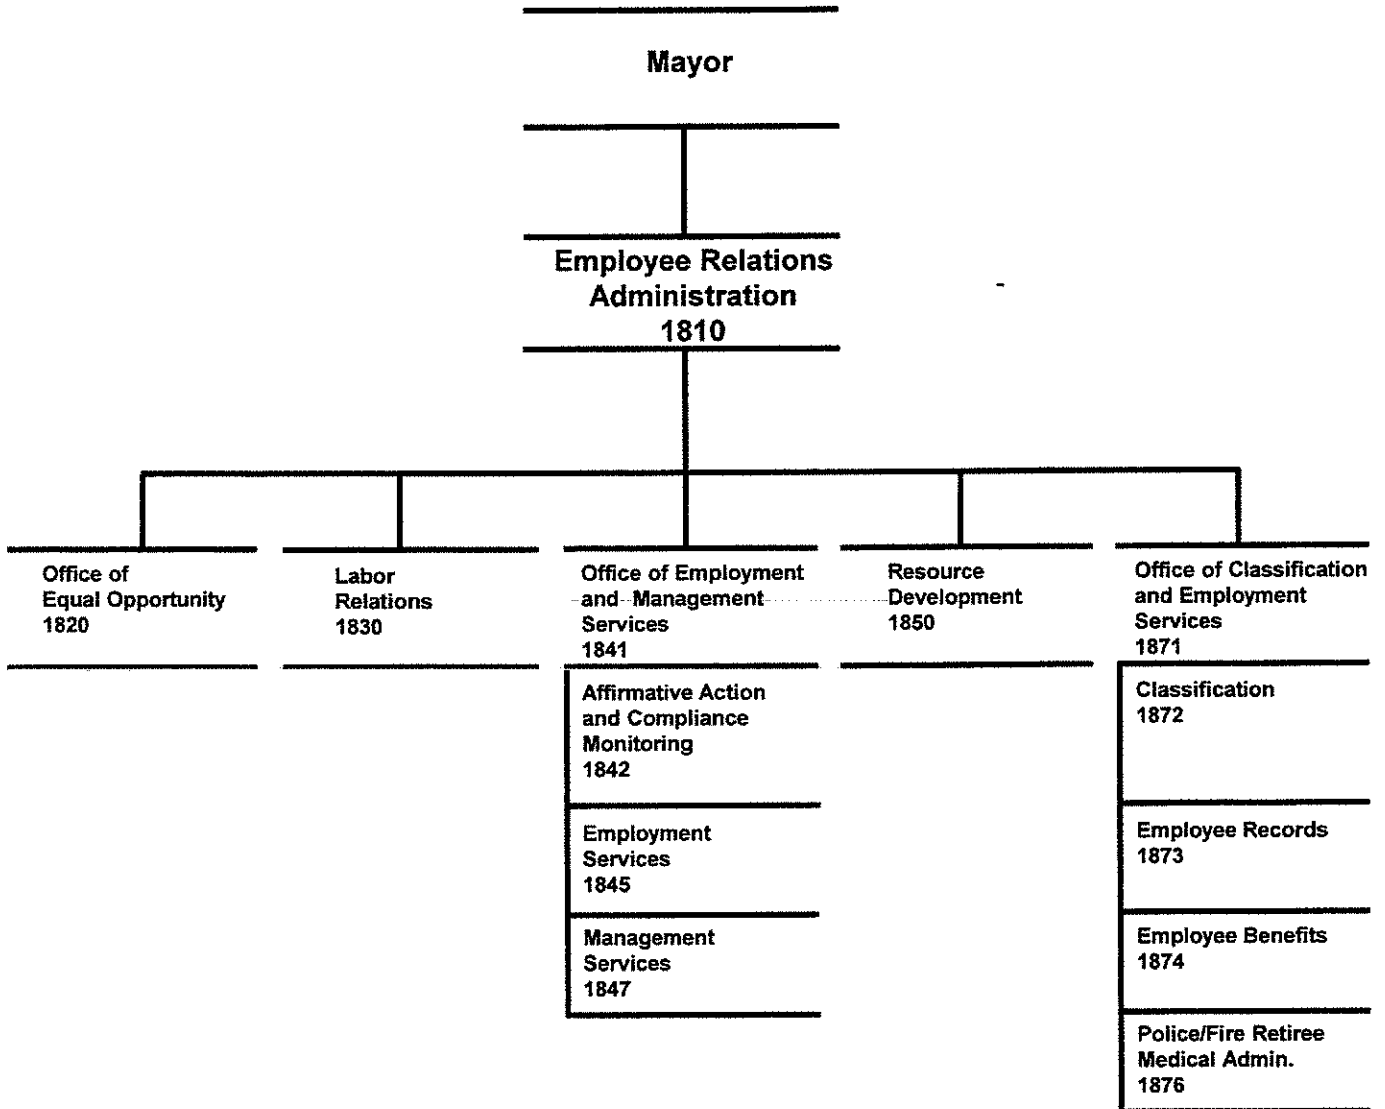 Mayor
Employee Relations
Administration
1810
Office of
Equal Opportunity
1820
Labor
Relations
1830
Office of Employment
and Management
Services
1841
Resource
Development
1850
Office of Classification
and Employment
Services
1871
Affirmative Action
and Compliance
Monitoring
1842
Employment
Services
1845
Management
Services
1847
Classification
1872
Employee Records
1873
Employee Benefits
1874
Police/Fire Retiree
Medical Admin.
1876